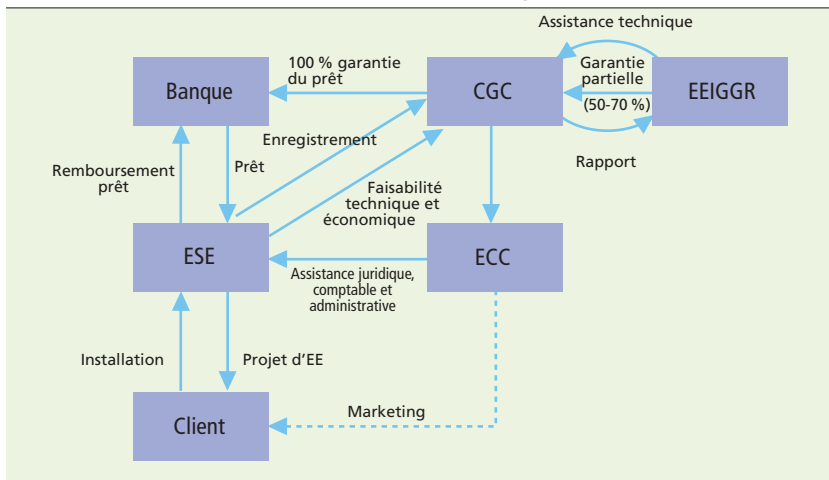 Assistance technique
100 % garantie
du prêt
Garantie
partielle
(50-70 %)
Banque
CGC
EEIGGR
Enregistrement
Remboursement
prêt
Prêt
Rapport
Faisabilité
technique et
économique
ESE
ECC
Assistance juridique,
comptable et
administrative
Installation
Projet d'EE
Client
Marketing